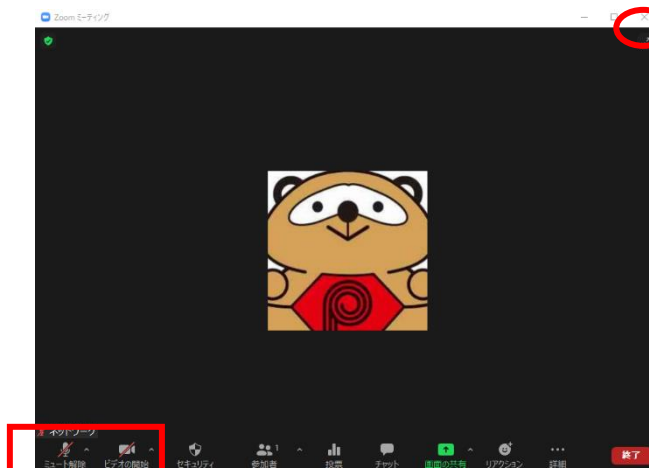 Zoom ミーティング
ネットワーク
1
ミュート解除 ビデオの開始 セキュリティ 参加者 投票 チャット 画面の共有 リアクション 詳細 終了